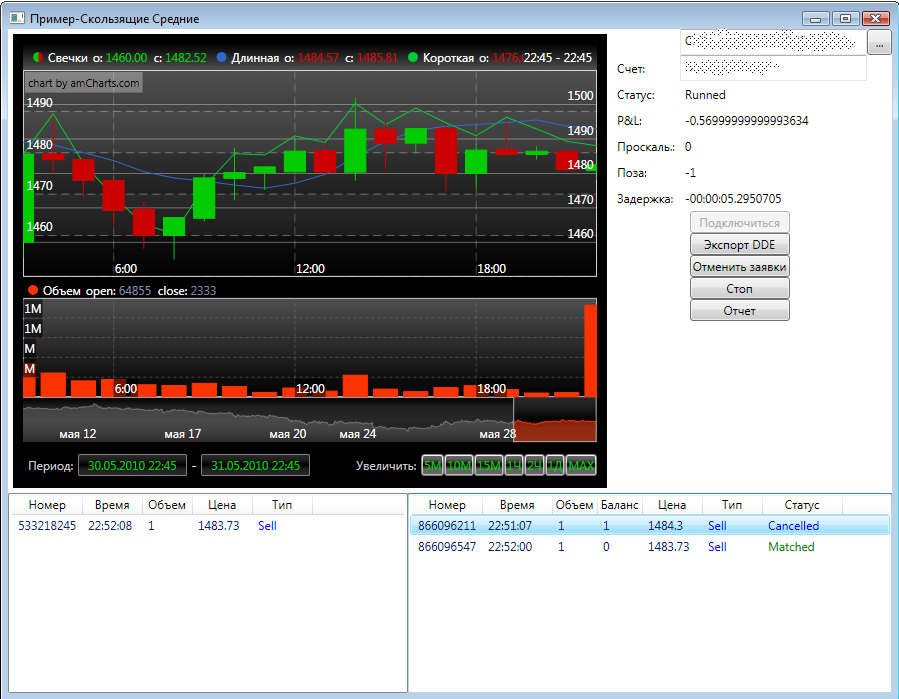 Пример-Скользящие Средние
Свечки о: 1460.00 с: 1482.52 Длинная о: 1484.57 с: 1485.81 Короткая о: 1476. 22:45 - 22:45
chart by amCharts.com
1490
1480
1470
1460
1500
1490
1480
1470
1460
6:00 12:00 18:00
Объем open: 64855 close: 2333
1M
1M
M
M
6:00 12:00 18:00
мая 12 мая 17 мая 20 мая 24 мая 28
Период: 30.05.2010 22:45 - 31.05.2010 22:45 Увеличить: 5М 10М 15М 1Ч 2Ч 1Д MAX
...
Счет:
Статус: Runned
P&L: -0.56999999999993634
Проскаль.: 0
Поза: -1
Задержка: -00:00:05.2950705
Подключиться
Экспорт DDE
Отменить заявки
Стоп
Отчет
Номер Время Объем Цена Тип
533218245 22:52:08 1 1483.73 Sell
Номер Время Объем Баланс Цена Тип Статус
866096211 22:51:07 1 1 1484.3 Sell Cancelled
866096547 22:52:00 1 0 1483.73 Sell Matched